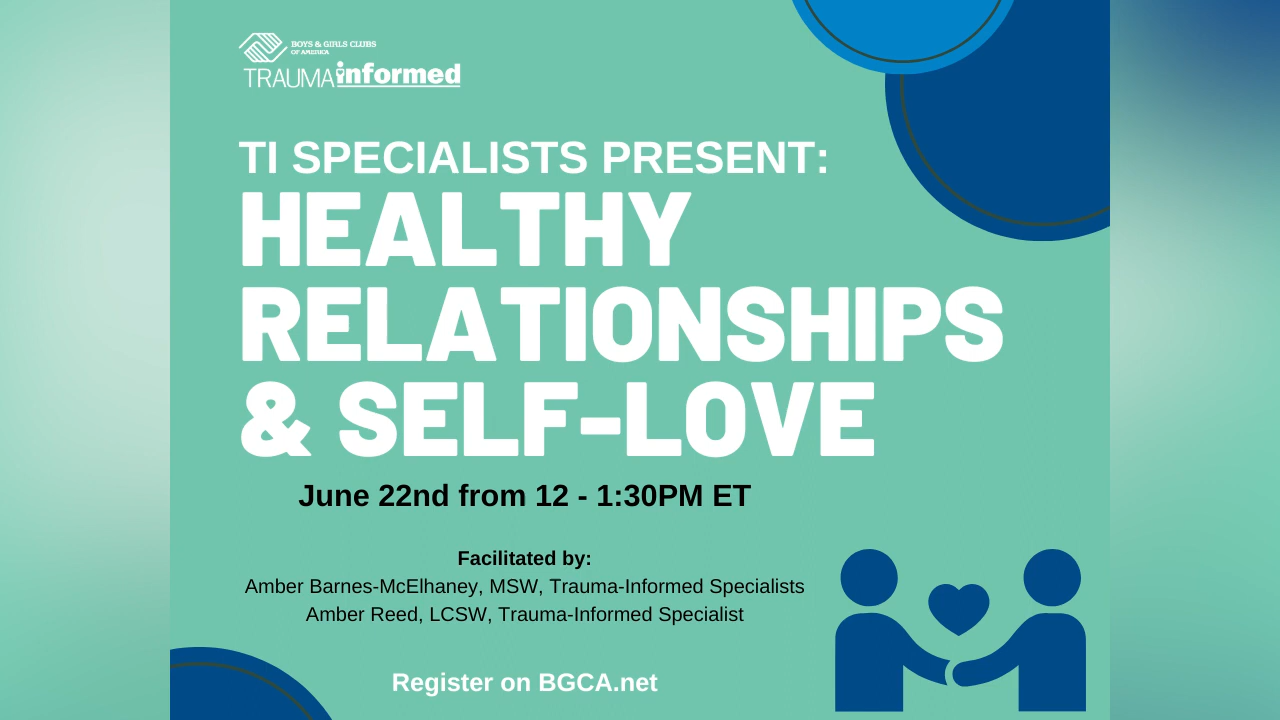 BOYS & GIRLS CLUBS
OF AMERICA
TRAUMA informed
TI SPECIALISTS PRESENT:
HEALTHY
RELATIONSHIPS
& SELF-LOVE
June 22nd from 12 - 1:30PM ET
Facilitated by:
Amber Barnes-McElhaney, MSW, Trauma-Informed Specialists
Amber Reed, LCSW, Trauma-Informed Specialist
Register on BGCA.net